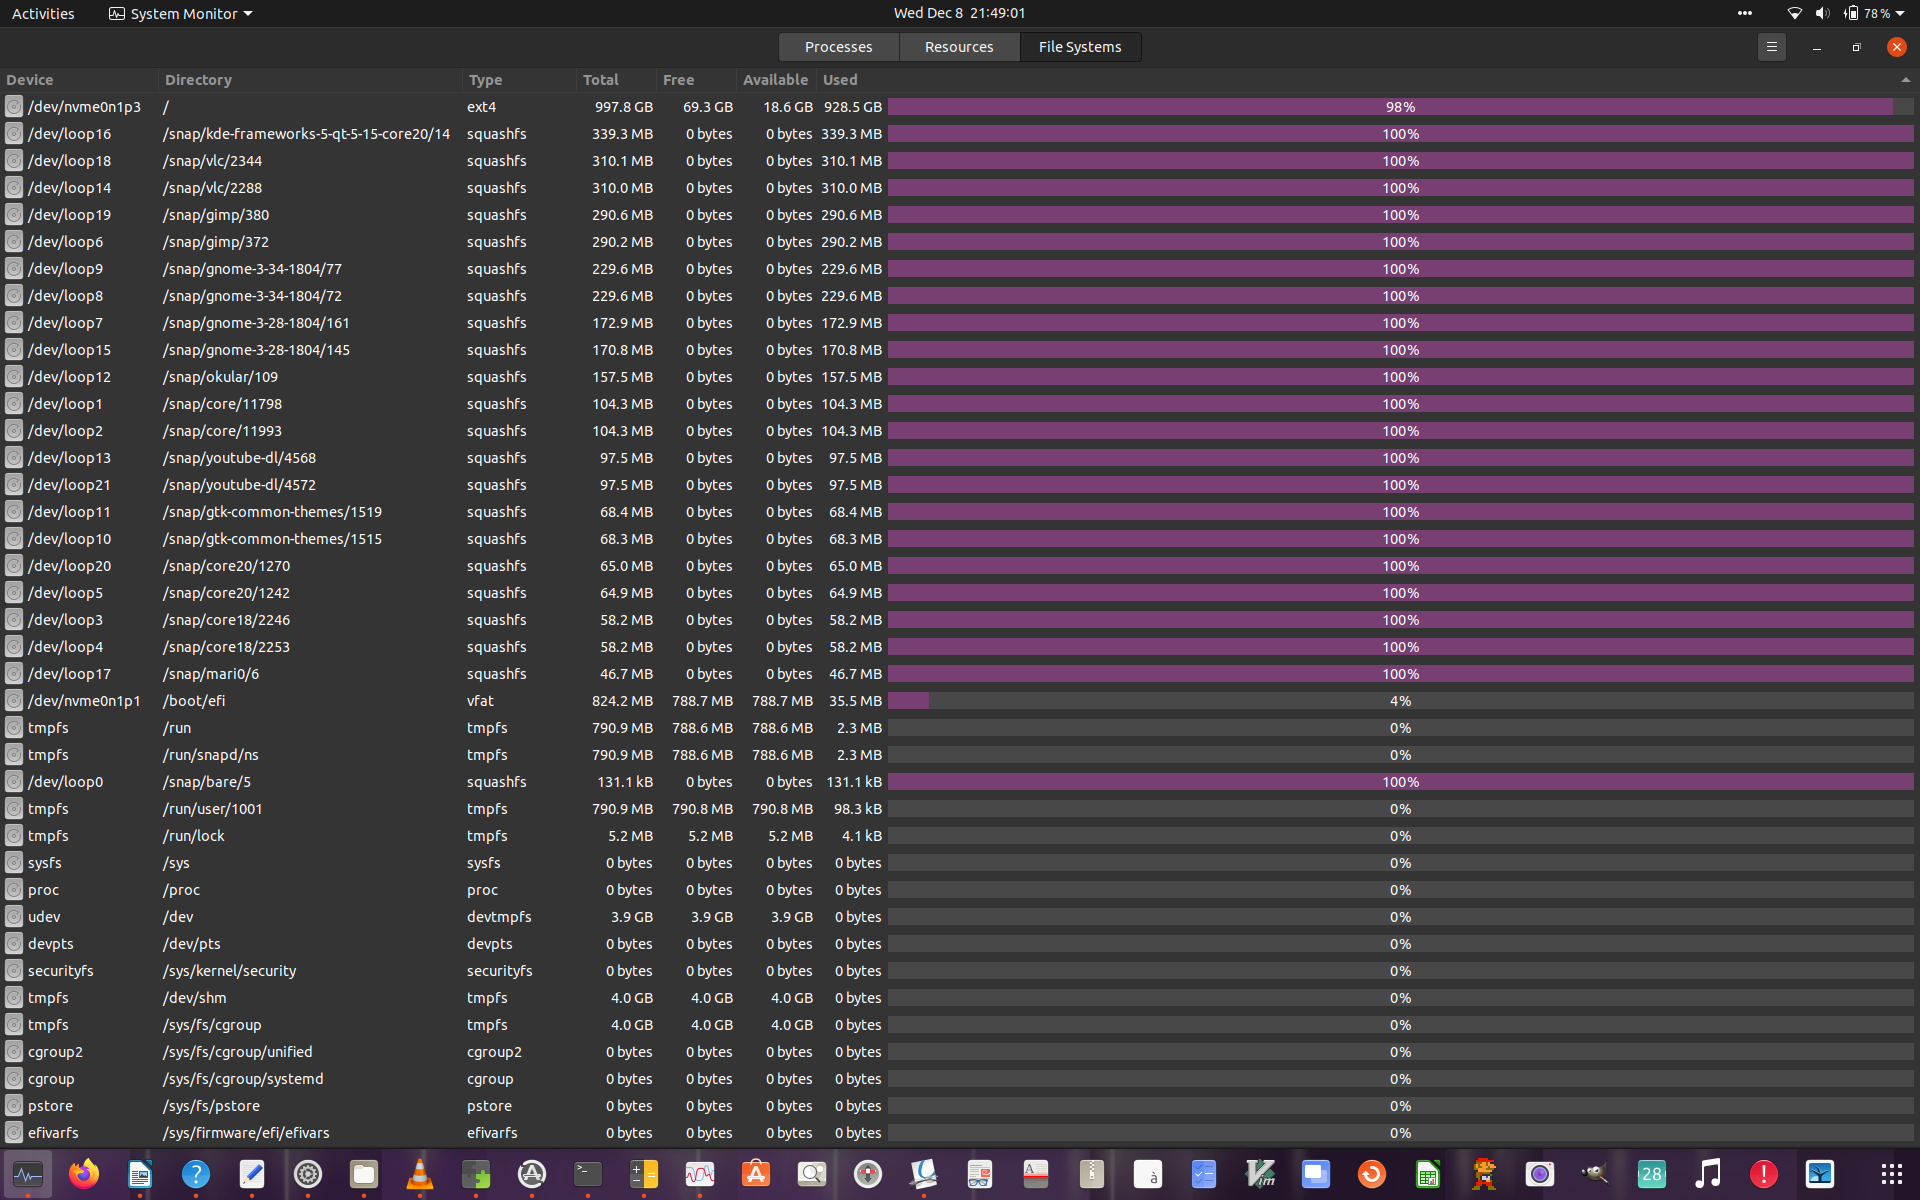 Activities System Monitor Wed Dec 8 21:49:01 78 %
Processes Resources File Systems
Device Directory Type Total Free Available Used
/dev/nvme0n1p3 / ext4 997.8 GB 69.3 GB 18.6 GB 928.5 GB 98%
/dev/loop16 /snap/kde-frameworks-5-qt-5-15-core20/14 squashfs 339.3 MB 0 bytes 0 bytes 339.3 MB 100%
/dev/loop18 /snap/vlc/2344 squashfs 310.1 MB 0 bytes 0 bytes 310.1 MB 100%
/dev/loop14 /snap/vlc/2288 squashfs 310.0 MB 0 bytes 0 bytes 310.0 MB 100%
/dev/loop19 /snap/gimp/380 squashfs 290.6 MB 0 bytes 0 bytes 290.6 MB 100%
/dev/loop6 /snap/gimp/372 squashfs 290.2 MB 0 bytes 0 bytes 290.2 MB 100%
/dev/loop9 /snap/gnome-3-34-1804/77 squashfs 229.6 MB 0 bytes 0 bytes 229.6 MB 100%
/dev/loop8 /snap/gnome-3-34-1804/72 squashfs 229.6 MB 0 bytes 0 bytes 229.6 MB 100%
/dev/loop7 /snap/gnome-3-28-1804/161 squashfs 172.9 MB 0 bytes 0 bytes 172.9 MB 100%
/dev/loop15 /snap/gnome-3-28-1804/145 squashfs 170.8 MB 0 bytes 0 bytes 170.8 MB 100%
/dev/loop12 /snap/okular/109 squashfs 157.5 MB 0 bytes 0 bytes 157.5 MB 100%
/dev/loop1 /snap/core/11798 squashfs 104.3 MB 0 bytes 0 bytes 104.3 MB 100%
/dev/loop2 /snap/core/11993 squashfs 104.3 MB 0 bytes 0 bytes 104.3 MB 100%
/dev/loop13 /snap/youtube-dl/4568 squashfs 97.5 MB 0 bytes 0 bytes 97.5 MB 100%
/dev/loop21 /snap/youtube-dl/4572 squashfs 97.5 MB 0 bytes 0 bytes 97.5 MB 100%
/dev/loop11 /snap/gtk-common-themes/1519 squashfs 68.4 MB 0 bytes 0 bytes 68.4 MB 100%
/dev/loop10 /snap/gtk-common-themes/1515 squashfs 68.3 MB 0 bytes 0 bytes 68.3 MB 100%
/dev/loop20 /snap/core20/1270 squashfs 65.0 MB 0 bytes 0 bytes 65.0 MB 100%
/dev/loop5 /snap/core20/1242 squashfs 64.9 MB 0 bytes 0 bytes 64.9 MB 100%
/dev/loop3 /snap/core18/2246 squashfs 58.2 MB 0 bytes 0 bytes 58.2 MB 100%
/dev/loop4 /snap/core18/2253 squashfs 58.2 MB 0 bytes 0 bytes 58.2 MB 100%
/dev/loop17 /snap/mari0/6 squashfs 46.7 MB 0 bytes 0 bytes 46.7 MB 100%
/dev/nvme0n1p1 /boot/efi vfat 824.2 MB 788.7 MB 788.7 MB 35.5 MB 4%
tmpfs /run tmpfs 790.9 MB 788.6 MB 788.6 MB 2.3 MB 0%
tmpfs /run/snapd/ns tmpfs 790.9 MB 788.6 MB 788.6 MB 2.3 MB 0%
/dev/loop0 /snap/bare/5 squashfs 131.1 kB 0 bytes 0 bytes 131.1 kB 100%
tmpfs /run/user/1001 tmpfs 790.9 MB 790.8 MB 790.8 MB 98.3 kB 0%
tmpfs /run/lock tmpfs 5.2 MB 5.2 MB 5.2 MB 4.1 kB 0%
sysfs /sys sysfs 0 bytes 0 bytes 0 bytes 0 bytes 0%
proc /proc proc 0 bytes 0 bytes 0 bytes 0 bytes 0%
udev /dev devtmpfs 3.9 GB 3.9 GB 3.9 GB 0 bytes 0%
devpts /dev/pts devpts 0 bytes 0 bytes 0 bytes 0 bytes 0%
securityfs /sys/kernel/security securityfs 0 bytes 0 bytes 0 bytes 0 bytes 0%
tmpfs /dev/shm tmpfs 4.0 GB 4.0 GB 4.0 GB 0 bytes 0%
tmpfs /sys/fs/cgroup tmpfs 4.0 GB 4.0 GB 4.0 GB 0 bytes 0%
cgroup2 /sys/fs/cgroup/unified cgroup2 0 bytes 0 bytes 0 bytes 0 bytes 0%
cgroup /sys/fs/cgroup/systemd cgroup 0 bytes 0 bytes 0 bytes 0 bytes 0%
pstore /sys/fs/pstore pstore 0 bytes 0 bytes 0 bytes 0 bytes 0%
efivarfs /sys/firmware/efi/efivars efivarfs 0 bytes 0 bytes 0 bytes 0 bytes 0%
28